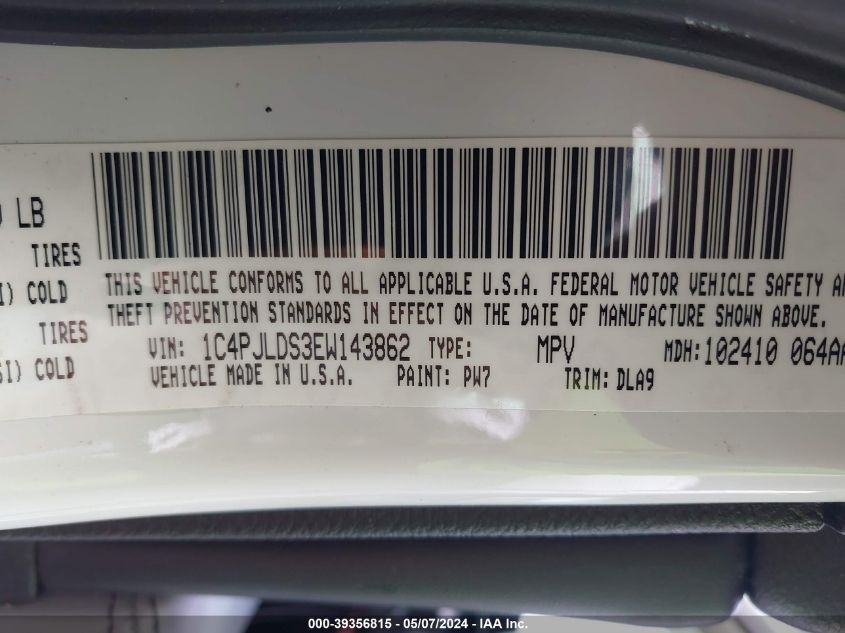 LB
TIRES
COLD
TIRES
COLD
THIS VEHICLE CONFORMS TO ALL APPLICABLE U.S.A. FEDERAL MOTOR VEHICLE SAFETY
THEFT PREVENTION STANDARDS IN EFFECT ON THE DATE OF MANUFACTURE SHOWN ABOVE.
VIN: 1C4PJLDS3EW143862 TYPE: MPV MDH:102410 064AA
VEHICLE MADE IN U.S.A. PAINT: PW7 TRIM: DLA9
000-39356815 - 05/07/2024 - IAA Inc.